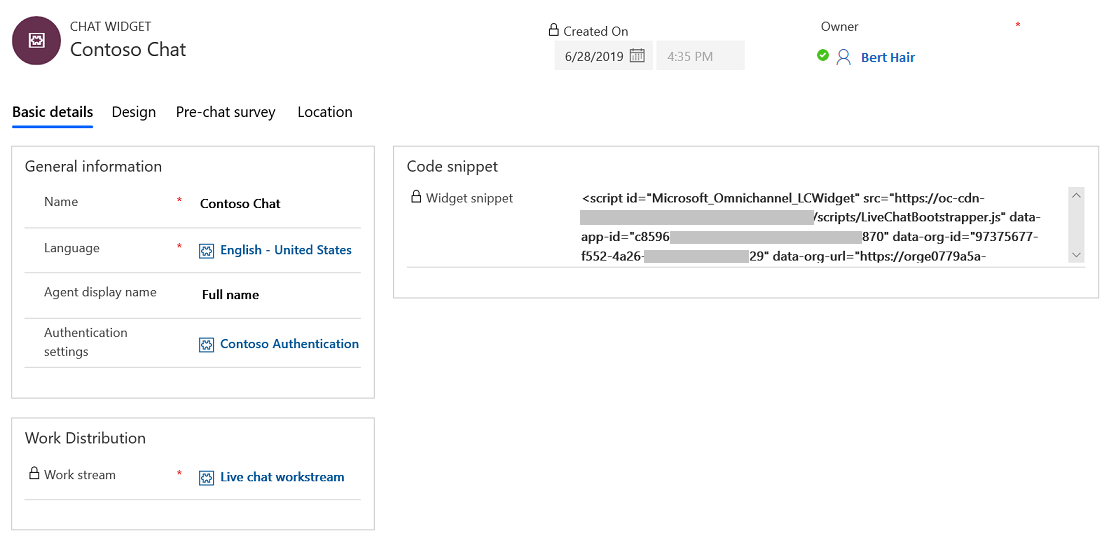 CHAT WIDGET
Contoso Chat
Created On
6/28/2019
4:35 PM
Owner
*
Bert Hair
Basic details
Design
Pre-chat survey
Location
General information
Name
*
Contoso Chat
Language
*
English - United States
Agent display name
Full name
Authentication
settings
Contoso Authentication
Work Distribution
Work stream
*
Live chat workstream
Code snippet
Widget snippet
<script id="Microsoft_Omnichannel_LCWidget" src="https://oc-cdn-
/scripts/LiveChatBootstrapper.js" data-
app-id="c8596 870" data-org-id="97375677-
f552-4a26- 29" data-org-url="https://orge0779a5a-